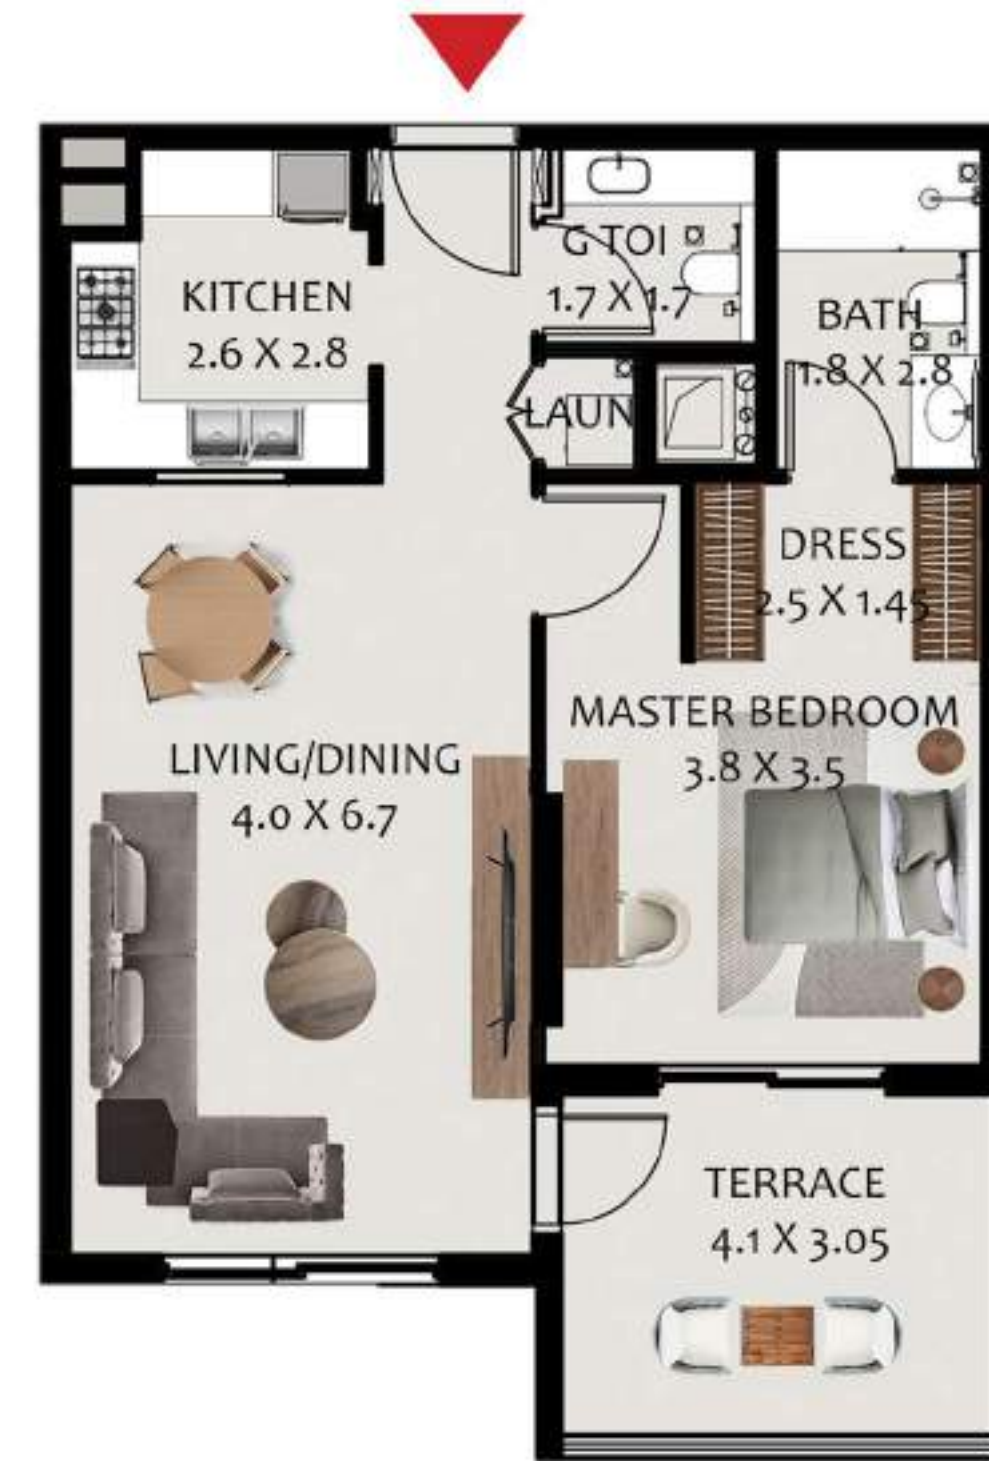 G TOI
1.7 X 1.7
KITCHEN
2.6 X 2.8
BATH
1.8 X 2.8
LAUN
DRESS
2.5 X 1.45
MASTER BEDROOM
3.8 X 3.5
LIVING/DINING
4.0 X 6.7
TERRACE
4.1 X 3.05